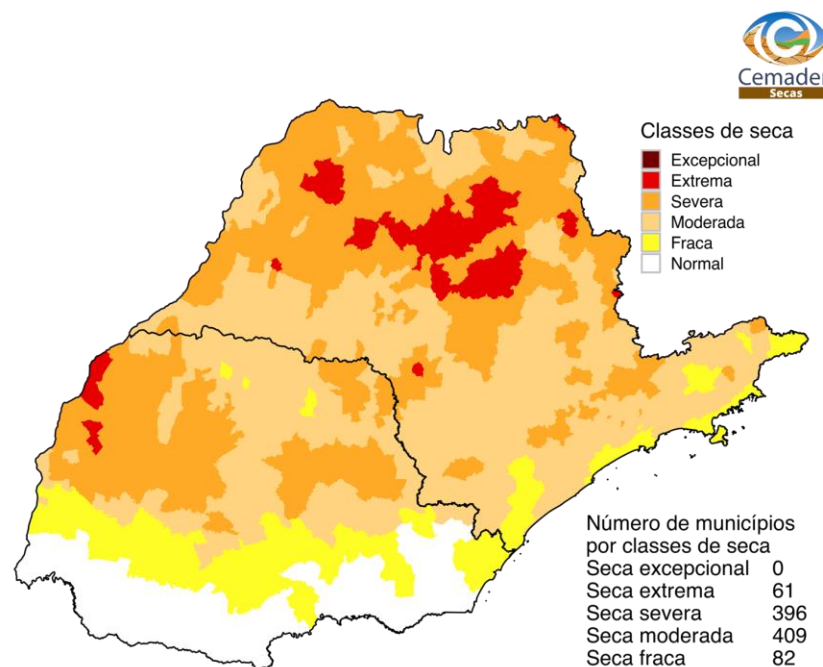 Cemaden
Secas
Classes de seca
Excepcional
Extrema
Severa
Moderada
Fraca
Normal
Número de municípios
por classes de seca
Seca excepcional 0
Seca extrema 61
Seca severa 396
Seca moderada 409
Seca fraca 82